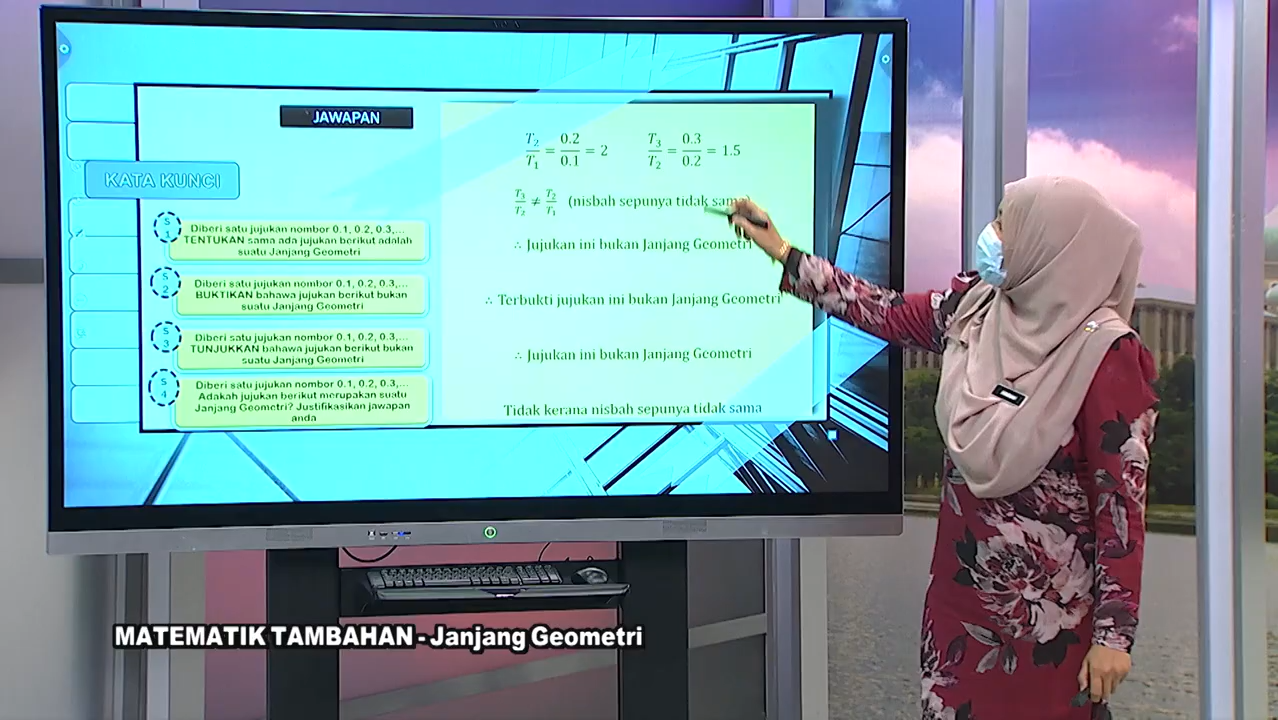 JAWAPAN
KATA KUNCI
S
1
Diberi satu jujukan nombor 0.1, 0.2, 0.3,...
TENTUKAN sama ada jujukan berikut adalah
suatu Janjang Geometri
S
2
Diberi satu jujukan nombor 0.1, 0.2, 0.3,...
BUKTIKAN bahawa jujukan berikut bukan
suatu Janjang Geometri
S
3
Diberi satu jujukan nombor 0.1, 0.2, 0.3,...
TUNJUKKAN bahawa jujukan berikut bukan
suatu Janjang Geometri
S
4
Diberi satu jujukan nombor 0.1, 0.2, 0.3,...
Adakah jujukan berikut merupakan suatu
Janjang Geometri? Justifikasikan jawapan
anda
T₂/T₁ = 0.2/0.1 = 2 T₃/T₂ = 0.3/0.2 = 1.5
T₃/T₂ ≠ T₂/T₁ (nisbah sepunya tidak sama)
∴ Jujukan ini bukan Janjang Geometri
∴ Terbukti jujukan ini bukan Janjang Geometri
∴ Jujukan ini bukan Janjang Geometri
Tidak kerana nisbah sepunya tidak sama
MATEMATIK TAMBAHAN - Janjang Geometri